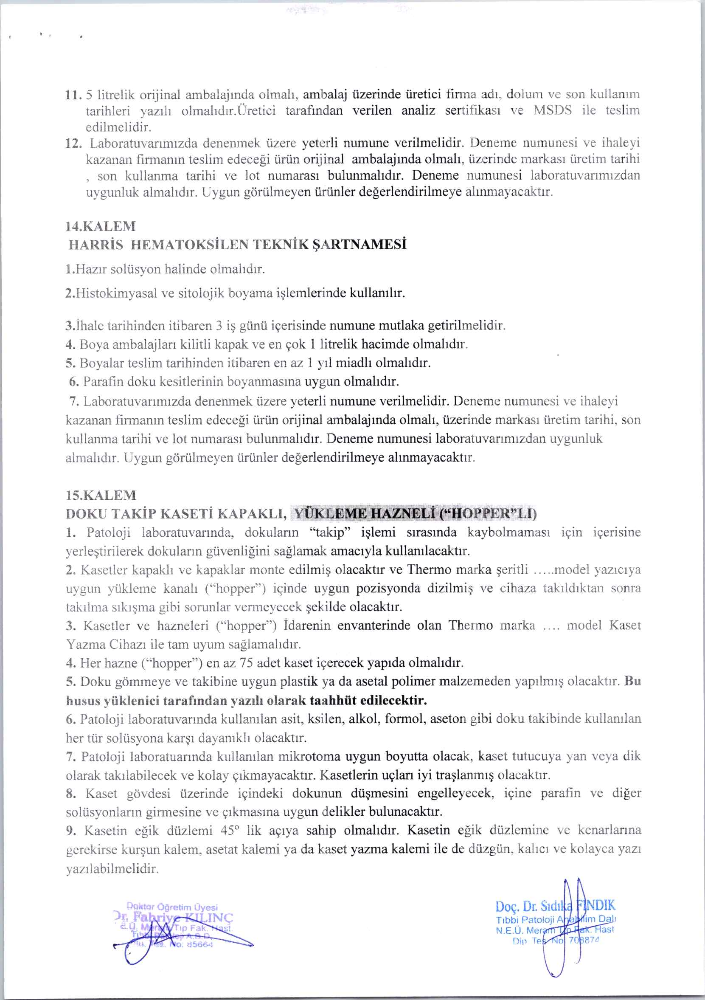 11. 5 litrelik orijinal ambalajında olmalı, ambalaj üzerinde üretici firma adı, dolum ve son kullanım
tarihleri yazılı olmalıdır.Üretici tarafından verilen analiz sertifikası ve MSDS ile teslim
edilmelidir.
12. Laboratuvarımızda denenmek üzere yeterli numune verilmelidir. Deneme numunesi ve ihaleyi
kazanan firmanın teslim edeceği ürün orijinal ambalajında olmalı, üzerinde markası üretim tarihi
, son kullanma tarihi ve lot numarası bulunmalıdır. Deneme numunesi laboratuvarımızdan
uygunluk almalıdır. Uygun görülmeyen ürünler değerlendirilmeye alınmayacaktır.
14.KALEM
HARRİS HEMATOKSİLEN TEKNİK ŞARTNAMESİ
1.Hazır solüsyon halinde olmalıdır.
2.Histokimyasal ve sitolojik boyama işlemlerinde kullanılır.
3.İhale tarihinden itibaren 3 iş günü içerisinde numune mutlaka getirilmelidir.
4. Boya ambalajları kilitli kapak ve en çok 1 litrelik hacimde olmalıdır.
5. Boyalar teslim tarihinden itibaren en az 1 yıl miadlı olmalıdır.
6. Parafin doku kesitlerinin boyanmasına uygun olmalıdır.
7. Laboratuvarımızda denenmek üzere yeterli numune verilmelidir. Deneme numunesi ve ihaleyi
kazanan firmanın teslim edeceği ürün orijinal ambalajında olmalı, üzerinde markası üretim tarihi, son
kullanma tarihi ve lot numarası bulunmalıdır. Deneme numunesi laboratuvarımızdan uygunluk
almalıdır. Uygun görülmeyen ürünler değerlendirilmeye alınmayacaktır.
15.KALEM
DOKU TAKİP KASETİ KAPAKLI, YÜKLEME HAZNELİ (“HOPPER”LI)
1. Patoloji laboratuvarında, dokuların “takip” işlemi sırasında kaybolmaması için içerisine
yerleştirilerek dokuların güvenliğini sağlamak amacıyla kullanılacaktır.
2. Kasetler kapaklı ve kapaklar monte edilmiş olacaktır ve Thermo marka şeritli .....model yazıcıya
uygun yükleme kanalı (“hopper”) içinde uygun pozisyonda dizilmiş ve cihaza takıldıktan sonra
takılma sıkışma gibi sorunlar vermeyecek şekilde olacaktır.
3. Kasetler ve hazneleri (“hopper”) İdarenin envanterinde olan Thermo marka .... model Kaset
Yazma Cihazı ile tam uyum sağlamalıdır.
4. Her hazne (“hopper”) en az 75 adet kaset içerecek yapıda olmalıdır.
5. Doku gömmeye ve takibine uygun plastik ya da asetal polimer malzemeden yapılmış olacaktır. Bu
husus yüklenici tarafından yazılı olarak taahhüt edilecektir.
6. Patoloji laboratuvarında kullanılan asit, ksilen, alkol, formol, aseton gibi doku takibinde kullanılan
her tür solüsyona karşı dayanıklı olacaktır.
7. Patoloji laboratuarında kullanılan mikrotoma uygun boyutta olacak, kaset tutucuya yan veya dik
olarak takılabilecek ve kolay çıkmayacaktır. Kasetlerin uçları iyi traşlanmış olacaktır.
8. Kaset gövdesi üzerinde içindeki dokunun düşmesini engelleyecek, içine parafin ve diğer
solüsyonların girmesine ve çıkmasına uygun delikler bulunacaktır.
9. Kasetin eğik düzlemi 45° lik açıya sahip olmalıdır. Kasetin eğik düzlemine ve kenarlarına
gerekirse kurşun kalem, asetat kalemi ya da kaset yazma kalemi ile de düzgün, kalıcı ve kolayca yazı
yazılabilmelidir.
Doktor Öğretim Üyesi
Dr. Fahriye KILINÇ
Meram Tıp Fak. Hast.
Tıbbi Patoloji A.B.D.
No: 85664
Doç. Dr. Sıdıka FINDIK
Tıbbi Patoloji Anabilim Dalı
N.E.Ü. Meram Tıp Fak. Hast
Dip Tes No 708874